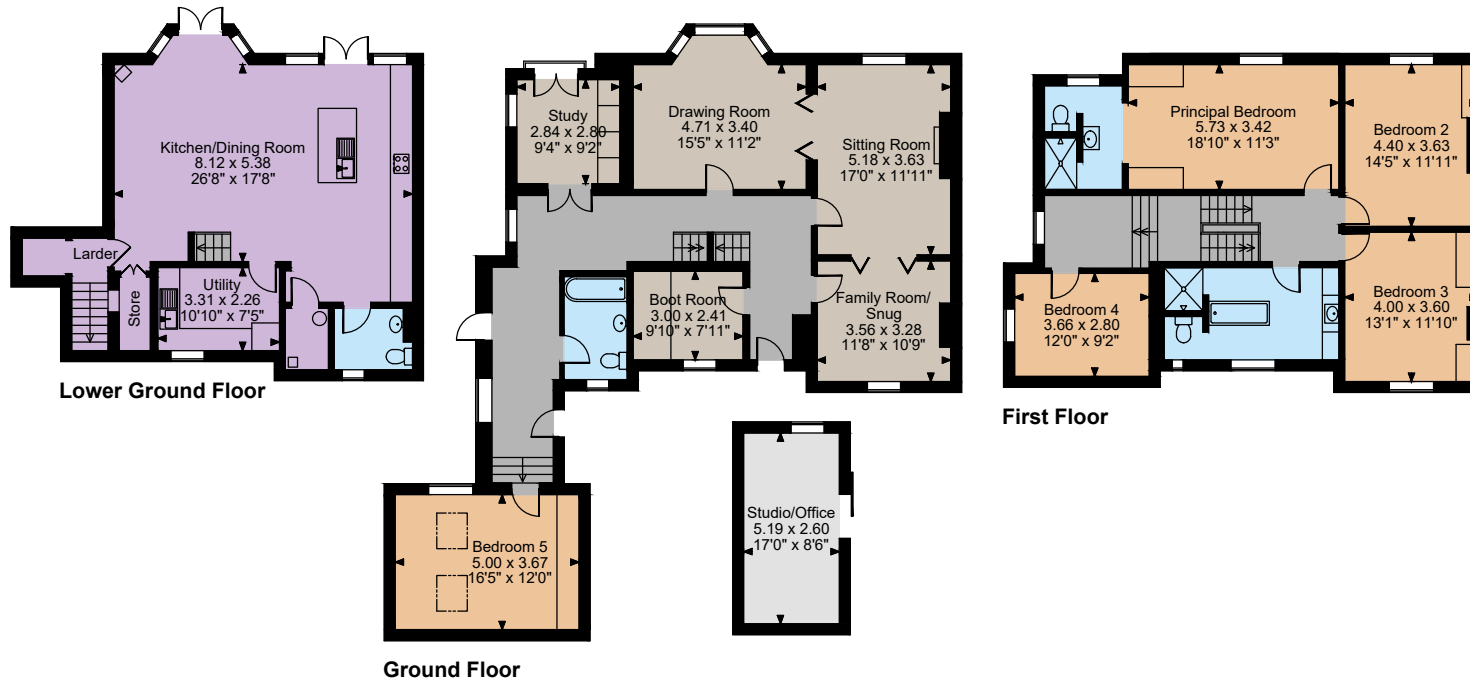 Kitchen/Dining Room
8.12 x 5.38
26'8" x 17'8"
Larder
Store
Utility
3.31 x 2.26
10'10" x 7'5"
Lower Ground Floor
Study
2.84 x 2.80
9'4" x 9'2"
Drawing Room
4.71 x 3.40
15'5" x 11'2"
Sitting Room
5.18 x 3.63
17'0" x 11'11"
Boot Room
3.00 x 2.41
9'10" x 7'11"
Family Room/
Snug
3.56 x 3.28
11'8" x 10'9"
Bedroom 5
5.00 x 3.67
16'5" x 12'0"
Ground Floor
Studio/Office
5.19 x 2.60
17'0" x 8'6"
Principal Bedroom
5.73 x 3.42
18'10" x 11'3"
Bedroom 2
4.40 x 3.63
14'5" x 11'11"
Bedroom 4
3.66 x 2.80
12'0" x 9'2"
Bedroom 3
4.00 x 3.60
13'1" x 11'10"
First Floor